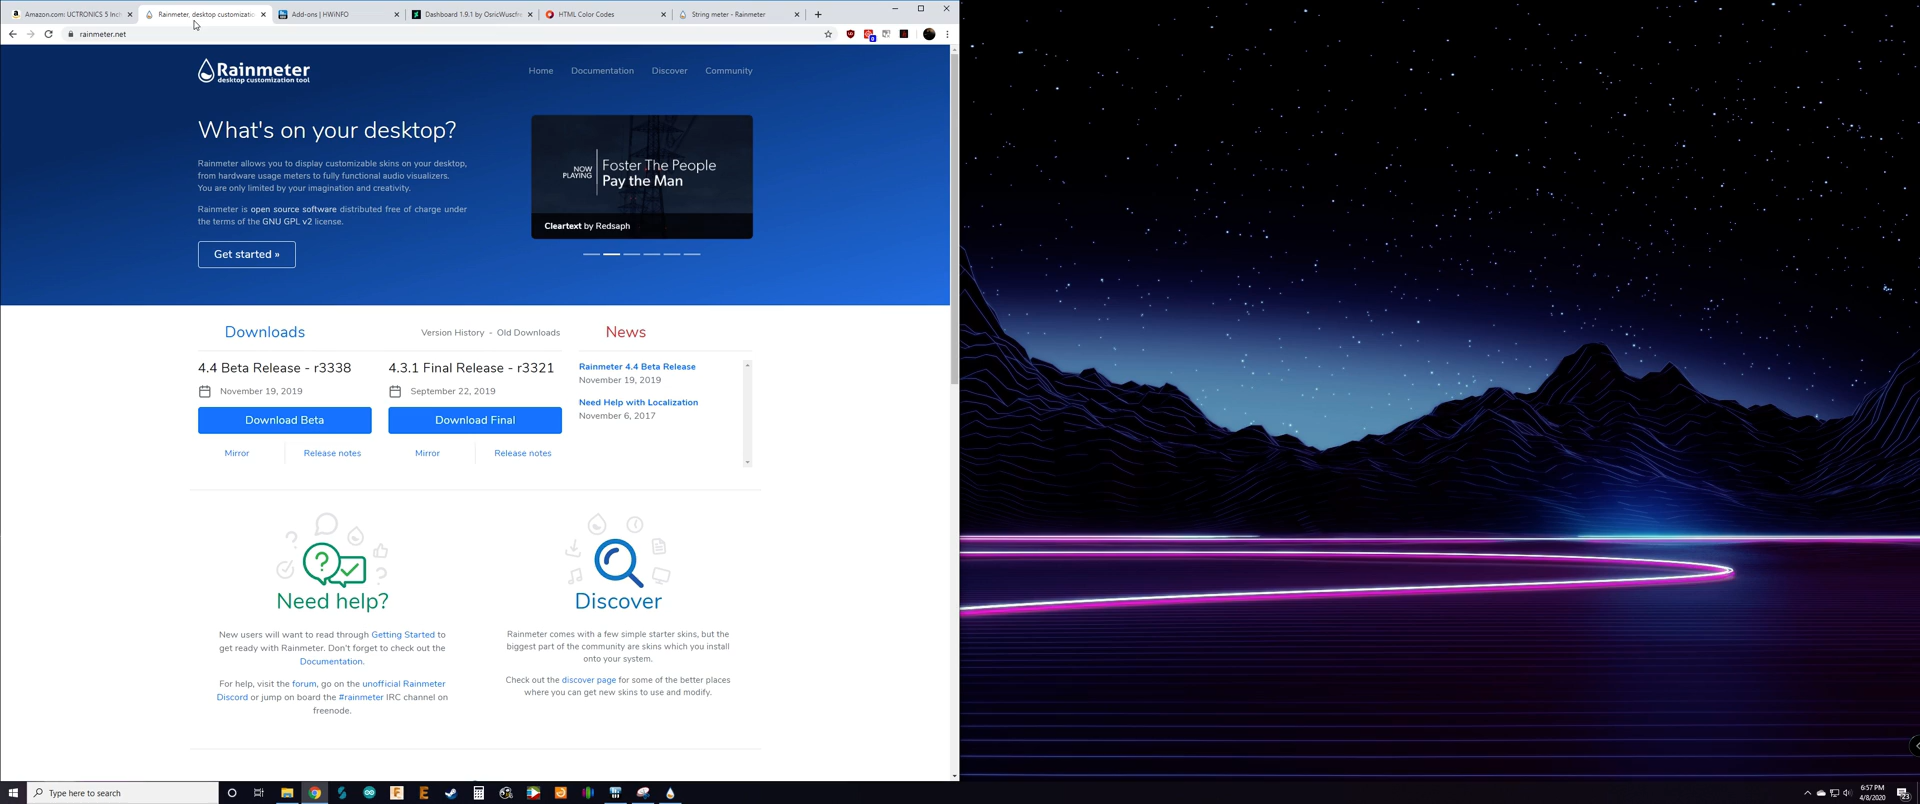 Amazon.com: UCTRONICS 5 Inch
Rainmeter, desktop customizatio
Add-ons | HWiNFO
Dashboard 1.9.1 by OsricWuscfre
HTML Color Codes
String meter - Rainmeter
rainmeter.net
Rainmeter
desktop customization tool
Home
Documentation
Discover
Community
What's on your desktop?
Rainmeter allows you to display customizable skins on your desktop,
from hardware usage meters to fully functional audio visualizers.
You are only limited by your imagination and creativity.
Rainmeter is open source software distributed free of charge under
the terms of the GNU GPL v2 license.
Get started »
NOW
PLAYING
Foster The People
Pay the Man
Cleartext by Redsaph
Downloads
Version History - Old Downloads
4.4 Beta Release - r3338
November 19, 2019
Download Beta
Mirror
Release notes
4.3.1 Final Release - r3321
September 22, 2019
Download Final
Mirror
Release notes
News
Rainmeter 4.4 Beta Release
November 19, 2019
Need Help with Localization
November 6, 2017
Need help?
New users will want to read through Getting Started to
get ready with Rainmeter. Don't forget to check out the
Documentation.
For help, visit the forum, go on the unofficial Rainmeter
Discord or jump on board the #rainmeter IRC channel on
freenode.
Discover
Rainmeter comes with a few simple starter skins, but the
biggest part of the community are skins which you install
onto your system.
Check out the discover page for some of the better places
where you can get new skins to use and modify.
Type here to search
6:57 PM
4/8/2020